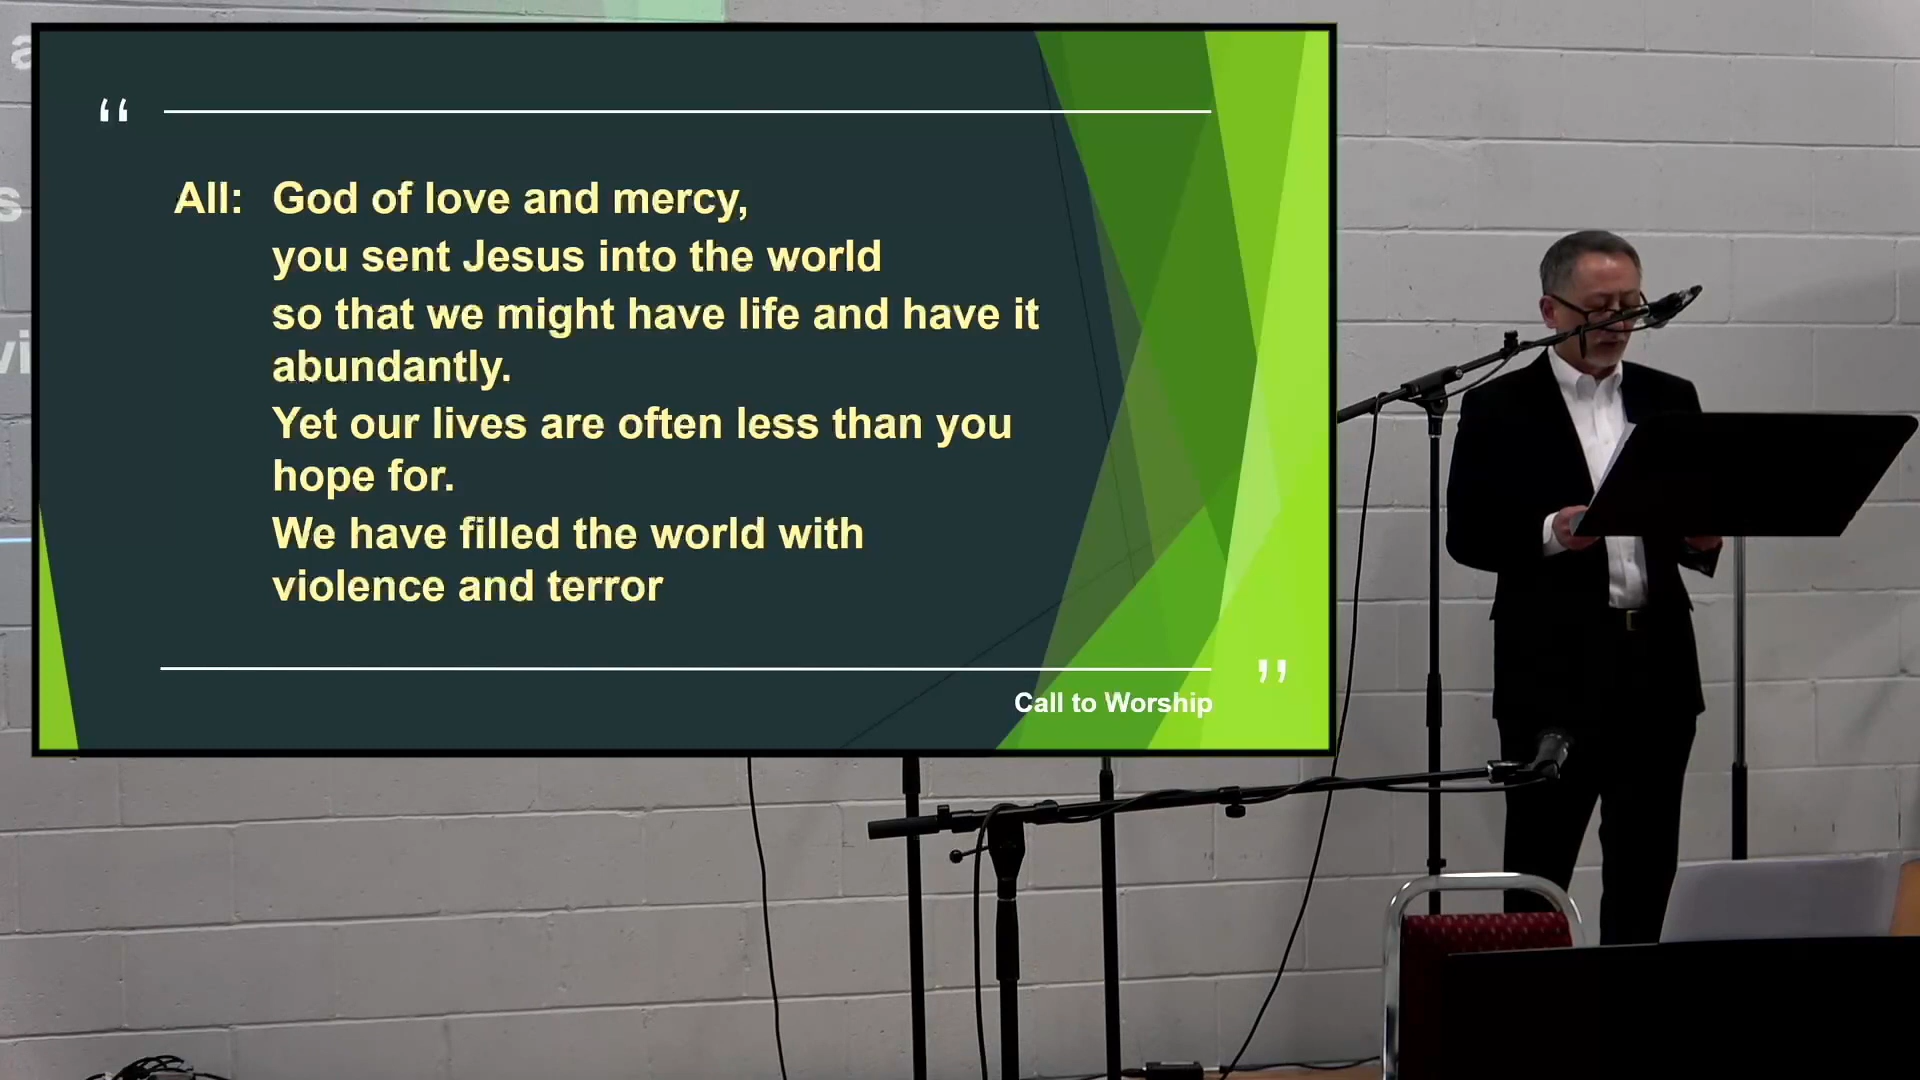 “
All: God of love and mercy,
you sent Jesus into the world
so that we might have life and have it
abundantly.
Yet our lives are often less than you
hope for.
We have filled the world with
violence and terror
”
Call to Worship